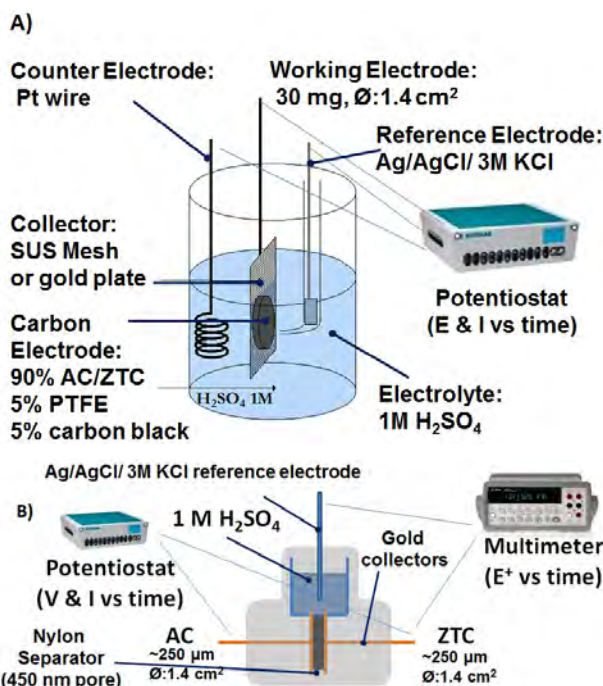 A)
Counter Electrode:
Pt wire
Working Electrode:
30 mg, Ø:1.4 cm²
Reference Electrode:
Ag/AgCl/ 3M KCl
Collector:
SUS Mesh
or gold plate
Potentiostat
(E & I vs time)
Carbon
Electrode:
90% AC/ZTC
5% PTFE
5% carbon black
H₂SO₄ 1M
Electrolyte:
1M H₂SO₄
Ag/AgCl/ 3M KCl reference electrode
B)
1 M H₂SO₄
Gold
collectors
Potentiostat
(V & I vs time)
Multimeter
(E⁺ vs time)
Nylon
Separator
(450 nm pore)
AC
~250 µm
Ø:1.4 cm²
ZTC
~250 µm
Ø:1.4 cm²